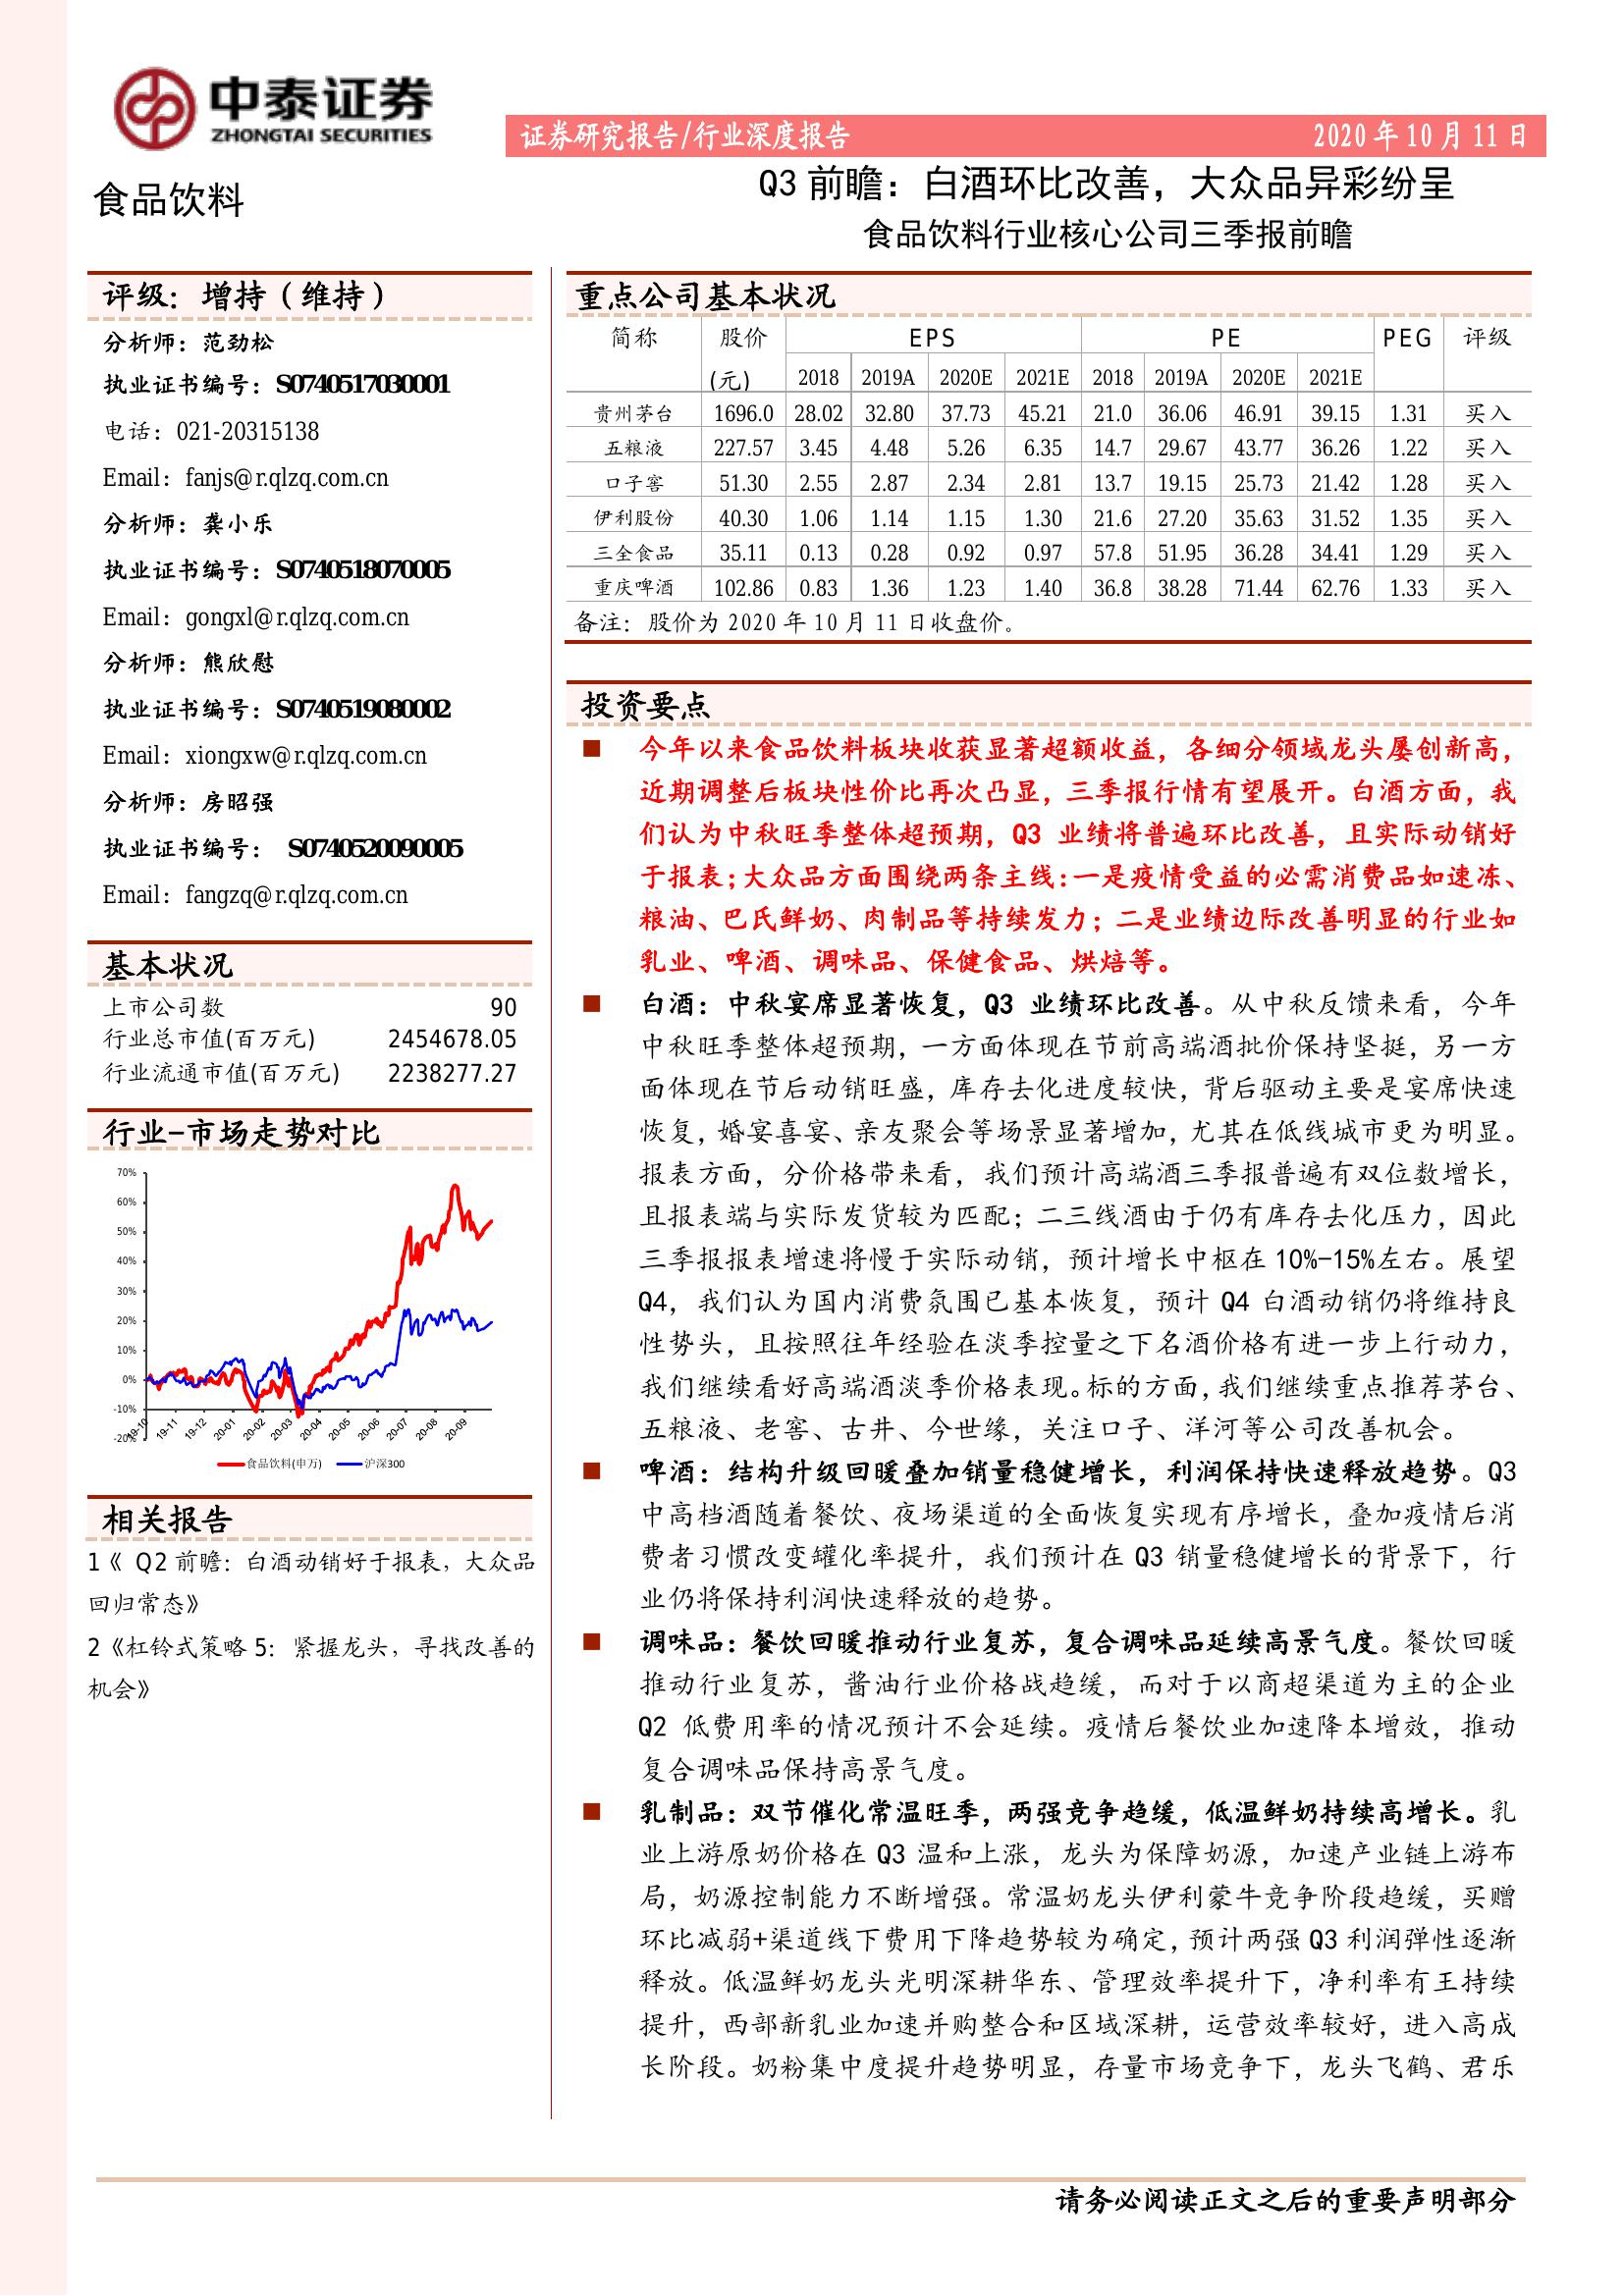 中泰证券
ZHONGTAI SECURITIES
证券研究报告/行业深度报告 2020年10月11日
食品饮料
Q3前瞻：白酒环比改善，大众品异彩纷呈
食品饮料行业核心公司三季报前瞻
评级：增持（维持）
分析师：范劲松
执业证书编号：S0740517030001
电话：021-20315138
Email：fanjs@r.qlzq.com.cn
分析师：龚小乐
执业证书编号：S0740518070005
Email：gongxl@r.qlzq.com.cn
分析师：熊欣慰
执业证书编号：S0740519080002
Email：xiongxw@r.qlzq.com.cn
分析师：房昭强
执业证书编号： S0740520090005
Email：fangzq@r.qlzq.com.cn
基本状况
上市公司数 90
行业总市值(百万元) 2454678.05
行业流通市值(百万元) 2238277.27
行业-市场走势对比
70%
60%
50%
40%
30%
20%
10%
0%
-10%
-20%
19-10 19-11 19-12 20-01 20-02 20-03 20-04 20-05 20-06 20-07 20-08 20-09
食品饮料(申万) 沪深300
相关报告
1《 Q2前瞻：白酒动销好于报表，大众品
回归常态》
2《杠铃式策略5：紧握龙头，寻找改善的
机会》
重点公司基本状况
简称 股价 EPS PE PEG 评级
(元) 2018 2019A 2020E 2021E 2018 2019A 2020E 2021E
贵州茅台 1696.0 28.02 32.80 37.73 45.21 21.0 36.06 46.91 39.15 1.31 买入
五粮液 227.57 3.45 4.48 5.26 6.35 14.7 29.67 43.77 36.26 1.22 买入
口子窖 51.30 2.55 2.87 2.34 2.81 13.7 19.15 25.73 21.42 1.28 买入
伊利股份 40.30 1.06 1.14 1.15 1.30 21.6 27.20 35.63 31.52 1.35 买入
三全食品 35.11 0.13 0.28 0.92 0.97 57.8 51.95 36.28 34.41 1.29 买入
重庆啤酒 102.86 0.83 1.36 1.23 1.40 36.8 38.28 71.44 62.76 1.33 买入
备注：股价为2020年10月11日收盘价。
投资要点
■ 今年以来食品饮料板块收获显著超额收益，各细分领域龙头屡创新高，
近期调整后板块性价比再次凸显，三季报行情有望展开。白酒方面，我
们认为中秋旺季整体超预期，Q3 业绩将普遍环比改善，且实际动销好
于报表；大众品方面围绕两条主线：一是疫情受益的必需消费品如速冻、
粮油、巴氏鲜奶、肉制品等持续发力；二是业绩边际改善明显的行业如
乳业、啤酒、调味品、保健食品、烘焙等。
■ 白酒：中秋宴席显著恢复，Q3 业绩环比改善。从中秋反馈来看，今年
中秋旺季整体超预期，一方面体现在节前高端酒批价保持坚挺，另一方
面体现在节后动销旺盛，库存去化进度较快，背后驱动主要是宴席快速
恢复，婚宴喜宴、亲友聚会等场景显著增加，尤其在低线城市更为明显。
报表方面，分价格带来看，我们预计高端酒三季报普遍有双位数增长，
且报表端与实际发货较为匹配；二三线酒由于仍有库存去化压力，因此
三季报报表增速将慢于实际动销，预计增长中枢在10%-15%左右。展望
Q4，我们认为国内消费氛围已基本恢复，预计 Q4 白酒动销仍将维持良
性势头，且按照往年经验在淡季控量之下名酒价格有进一步上行动力，
我们继续看好高端酒淡季价格表现。标的方面，我们继续重点推荐茅台、
五粮液、老窖、古井、今世缘，关注口子、洋河等公司改善机会。
■ 啤酒：结构升级回暖叠加销量稳健增长，利润保持快速释放趋势。Q3
中高档酒随着餐饮、夜场渠道的全面恢复实现有序增长，叠加疫情后消
费者习惯改变罐化率提升，我们预计在 Q3 销量稳健增长的背景下，行
业仍将保持利润快速释放的趋势。
■ 调味品：餐饮回暖推动行业复苏，复合调味品延续高景气度。餐饮回暖
推动行业复苏，酱油行业价格战趋缓，而对于以商超渠道为主的企业
Q2 低费用率的情况预计不会延续。疫情后餐饮业加速降本增效，推动
复合调味品保持高景气度。
■ 乳制品：双节催化常温旺季，两强竞争趋缓，低温鲜奶持续高增长。乳
业上游原奶价格在 Q3 温和上涨，龙头为保障奶源，加速产业链上游布
局，奶源控制能力不断增强。常温奶龙头伊利蒙牛竞争阶段趋缓，买赠
环比减弱+渠道线下费用下降趋势较为确定，预计两强Q3利润弹性逐渐
释放。低温鲜奶龙头光明深耕华东、管理效率提升下，净利率有王持续
提升，西部新乳业加速并购整合和区域深耕，运营效率较好，进入高成
长阶段。奶粉集中度提升趋势明显，存量市场竞争下，龙头飞鹤、君乐
请务必阅读正文之后的重要声明部分